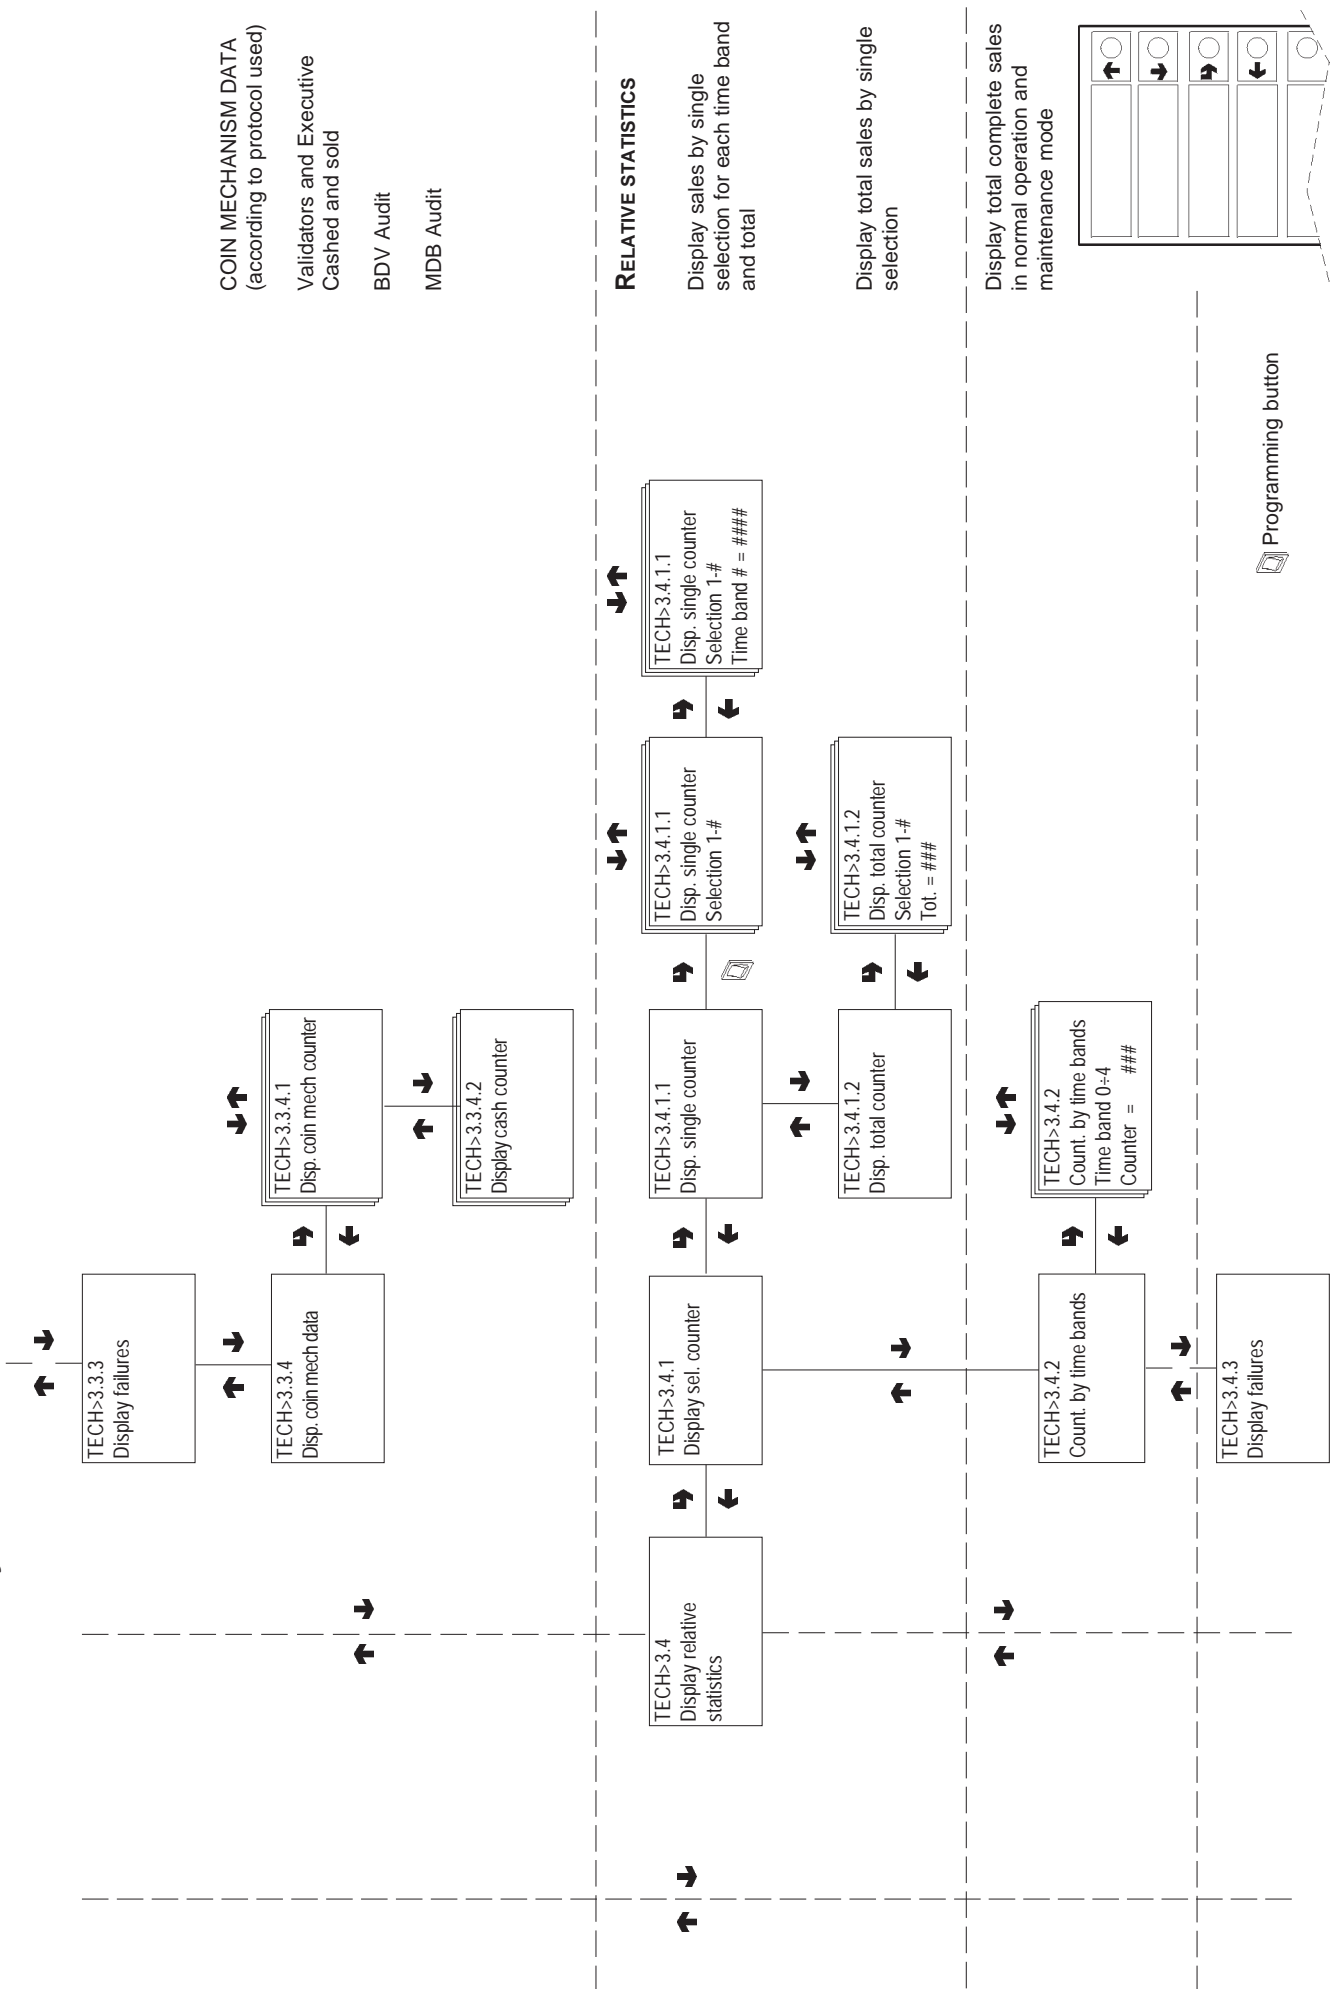 TECH>3.3.3
Display failures
TECH>3.3.4
Disp. coin mech data
TECH>3.3.4.1
Disp. coin mech counter
TECH>3.3.4.2
Display cash counter
COIN MECHANISM DATA
(according to protocol used)
Validators and Executive
Cashed and sold
BDV Audit
MDB Audit
TECH>3.4
Display relative
statistics
TECH>3.4.1
Display sel. counter
TECH>3.4.1.1
Disp. single counter
TECH>3.4.1.1
Disp. single counter
Selection 1-#
TECH>3.4.1.1
Disp. single counter
Selection 1-#
Time band # = ####
RELATIVE STATISTICS
Display sales by single
selection for each time band
and total
TECH>3.4.1.2
Disp. total counter
TECH>3.4.1.2
Disp. total counter
Selection 1-#
Tot. = ###
Display total sales by single
selection
TECH>3.4.2
Count. by time bands
TECH>3.4.2
Count. by time bands
Time band 0÷4
Counter = ###
Display total complete sales
in normal operation and
maintenance mode
TECH>3.4.3
Display failures
Programming button